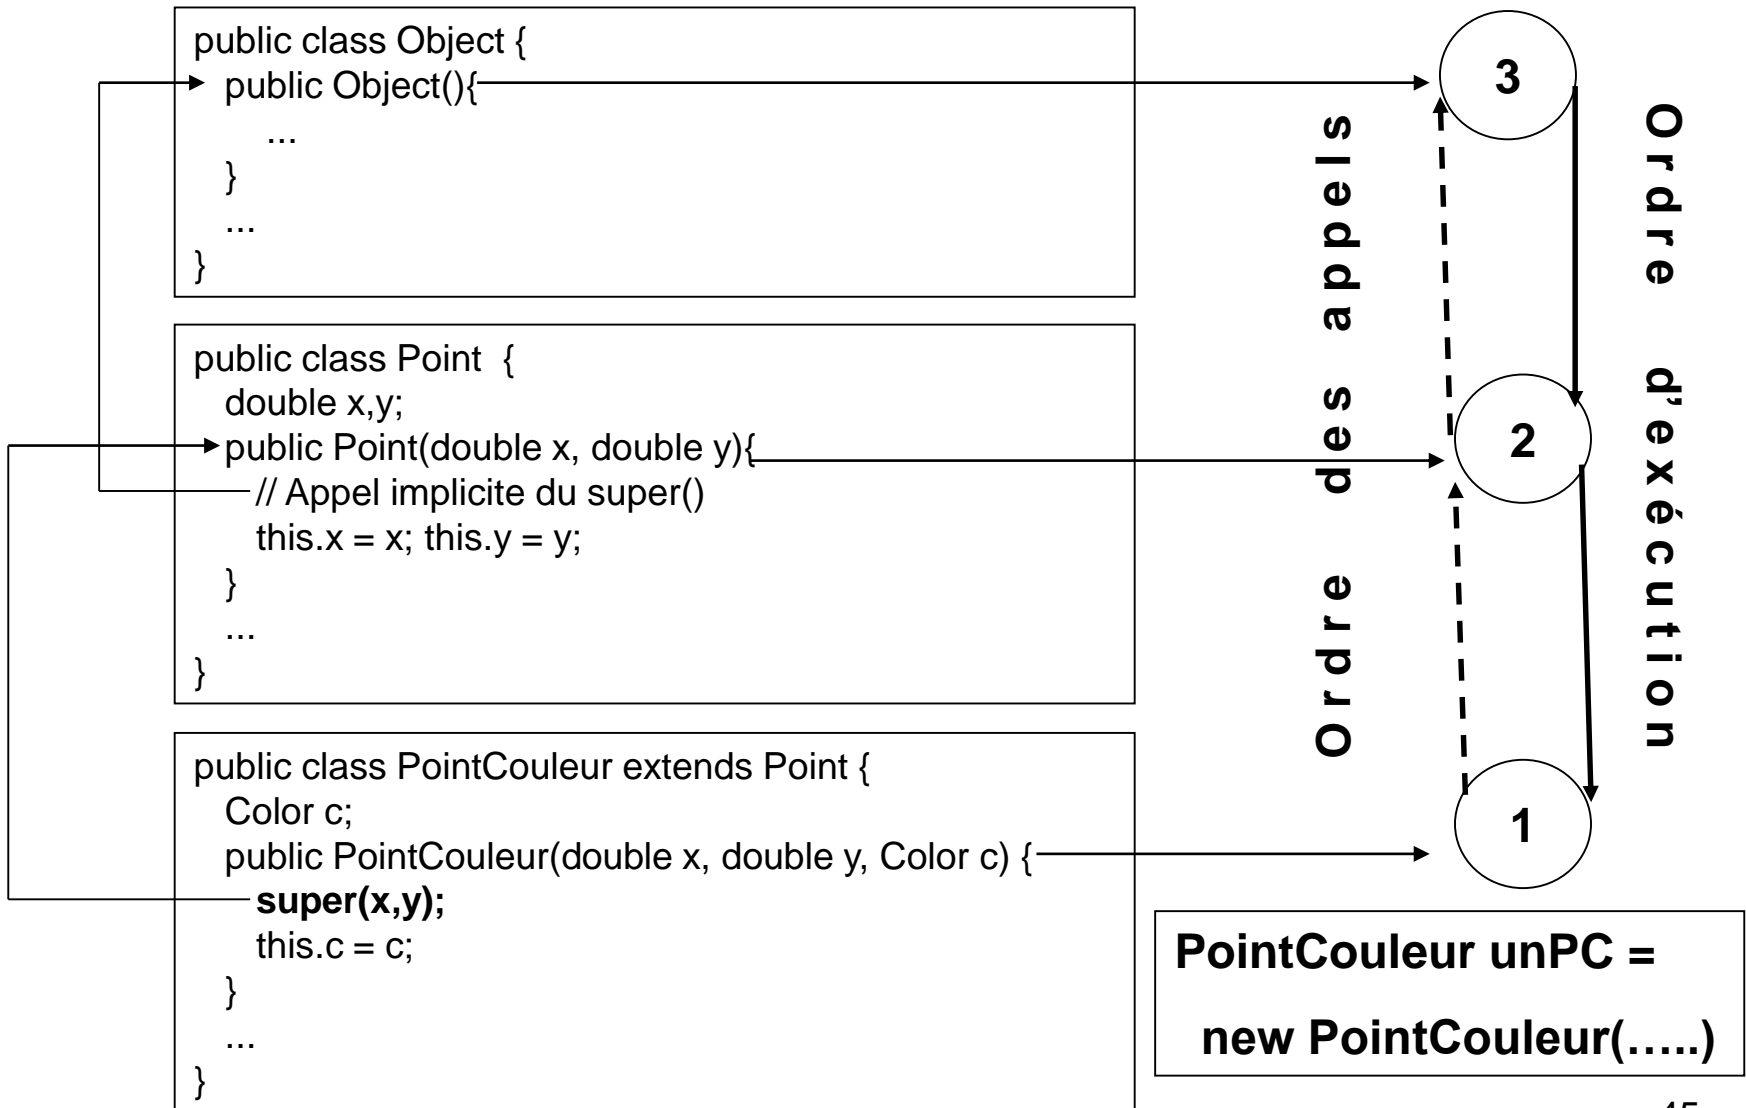 public class Object {
public Object(){
...
}
...
}
public class Point  {
double x,y;
public Point(double x, double y){
// Appel implicite du super()
this.x = x; this.y = y;
}
...
}
public class PointCouleur extends Point {
Color c;
public PointCouleur(double x, double y, Color c) {
super(x,y);
this.c = c;
}
...
}
Ordre des appels
3
2
1
Ordre d'exécution
PointCouleur unPC =
new PointCouleur(…..)